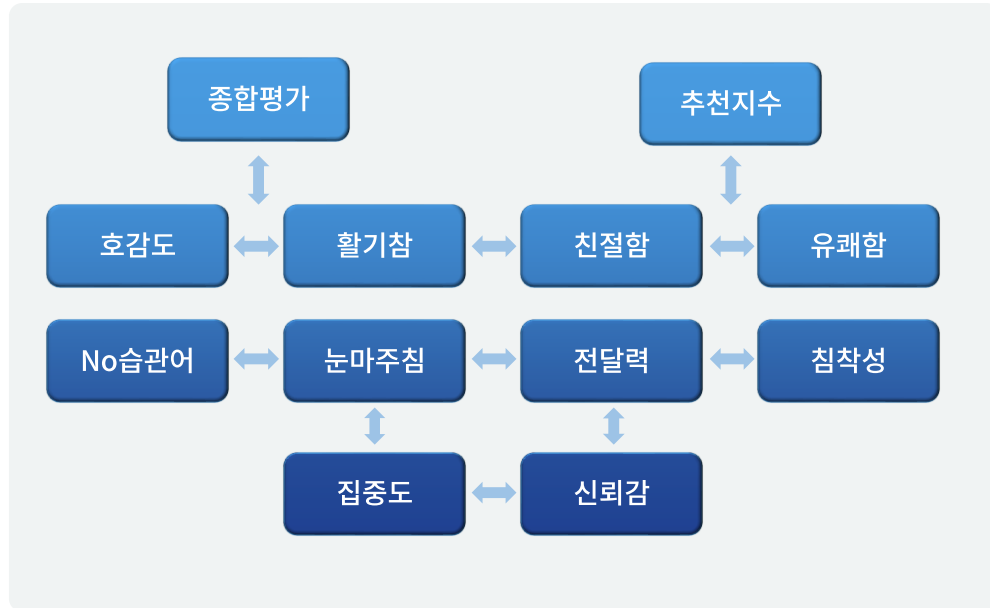 종합평가
추천지수
호감도
활기참
친절함
유쾌함
No습관어
눈마주침
전달력
침착성
집중도
신뢰감